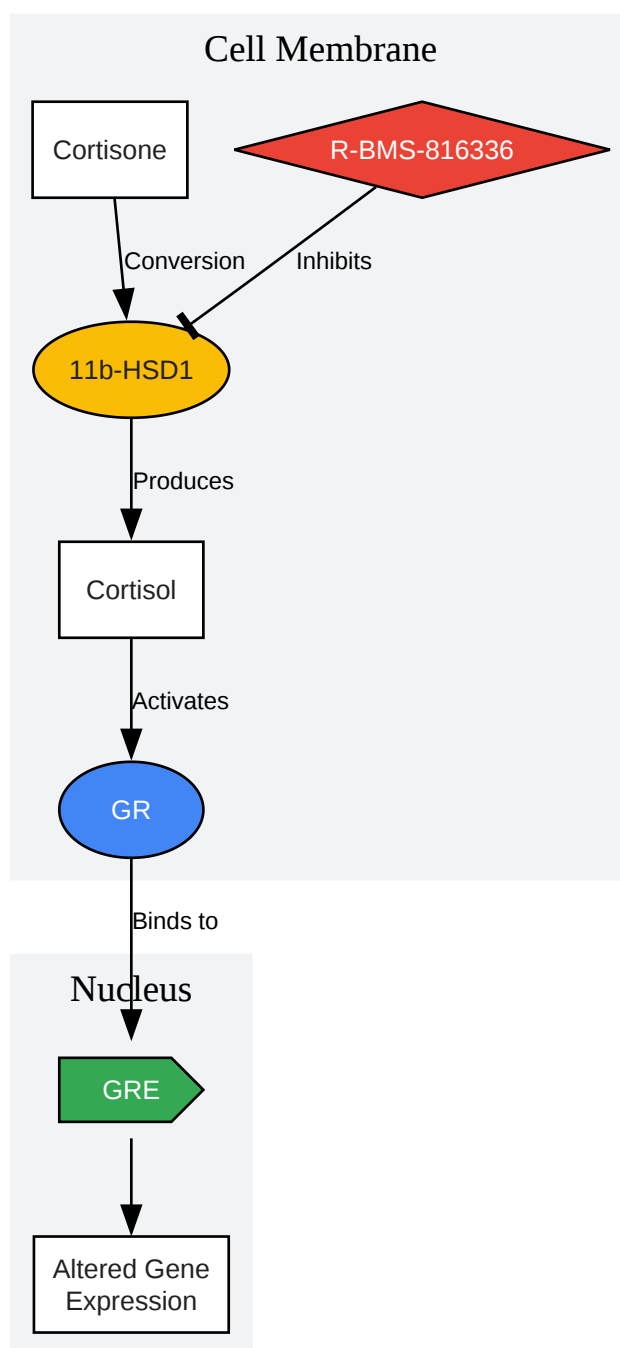 Cell Membrane
Cortisone
R-BMS-816336
Conversion
Inhibits
11b-HSD1
Produces
Cortisol
Activates
GR
Binds to
Nucleus
GRE
Altered Gene
Expression